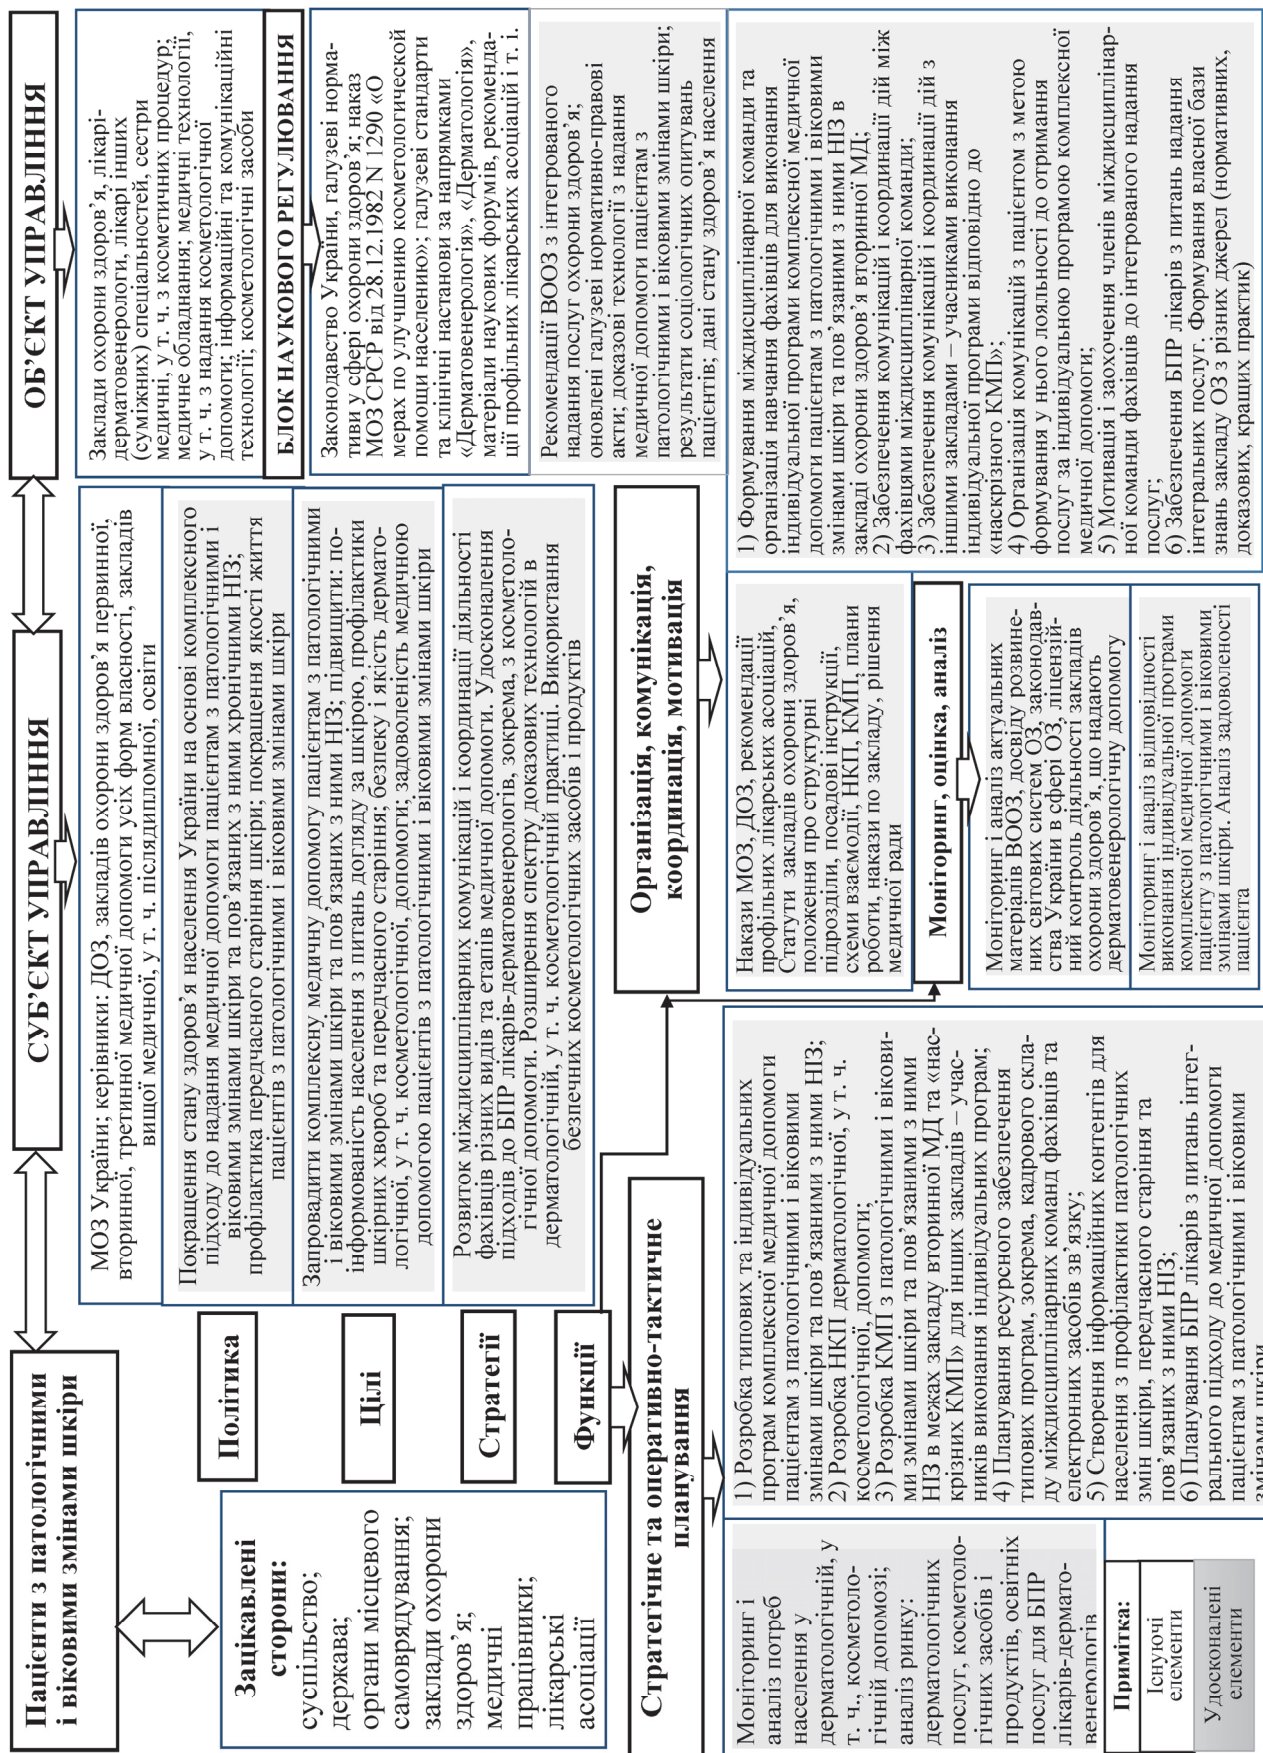 Пацієнти з патологічними
і віковими змінами шкіри
СУБ’ЄКТ УПРАВЛІННЯ
ОБ’ЄКТ УПРАВЛІННЯ
Зацікавлені
сторони:
суспільство;
держава;
органи місцевого
самоврядування;
заклади охорони
здоров’я;
медичні
працівники;
лікарські
асоціації
Політика
Цілі
Стратегії
Функції
МОЗ України; керівники: ДОЗ, закладів охорони здоров’я первинної,
вторинної, третинної медичної допомоги усіх форм власності, закладів
вищої медичної, у т. ч. післядипломної, освіти
Покращення стану здоров’я населення України на основі комплексного
підходу до надання медичної допомоги пацієнтам з патологічними і
віковими змінами шкіри та пов’язаних з ними хронічними НІЗ;
профілактика передчасного старіння шкіри; покращення якості життя
пацієнтів з патологічними і віковими змінами шкіри
Запровадити комплексну медичну допомогу пацієнтам з патологічними
і віковими змінами шкіри та пов’язаних з ними НІЗ; підвищити: по-
інформованість населення з питань догляду за шкірою, профілактики
шкірних хвороб та передчасного старіння; безпеку і якість дермато-
логічної, у т. ч. косметологічної, допомоги; задоволеність медичною
допомогою пацієнтів з патологічними і віковими змінами шкіри
Розвиток міждисциплінарних комунікацій і координації діяльності
фахівців різних видів та етапів медичної допомоги. Удосконалення
підходів до БПР лікарів-дерматовенерологів, зокрема, з косметоло-
гічної допомоги. Розширення спектру доказових технологій в
дерматологічній, у т. ч. косметологічній практиці. Використання
безпечних косметологічних засобів і продуктів
Заклади охорони здоров’я, лікарі-
дерматовенерологи, лікарі інших
(суміжних) спеціальностей, сестри
медичні, у т. ч. з косметичних процедур;
медичне обладнання; медичні технології,
у т. ч. з надання косметологічної
допомоги; інформаційні та комунікаційні
технології; косметологічні засоби
БЛОК НАУКОВОГО РЕГУЛЮВАННЯ
Законодавство України, галузеві норма-
тиви у сфері охорони здоров’я; наказ
МОЗ СРСР від 28.12.1982 N 1290 «О
мерах по улучшению косметологической
помощи населению»; галузеві стандарти
та клінічні настанови за напрямками
«Дерматовенерологія», «Дерматологія»,
матеріали наукових форумів, рекоменда-
ції профільних лікарських асоціацій і т. і.
Рекомендації ВООЗ з інтегрованого
надання послуг охорони здоров’я;
оновлені галузеві нормативно-правові
акти; доказові технології з надання
медичної допомоги пацієнтам з
патологічними і віковими змінами шкіри;
результати соціологічних опитувань
пацієнтів; дані стану здоров’я населення
Стратегічне та оперативно-тактичне
планування
Моніторинг і
аналіз потреб
населення у
дерматологічній, у
т. ч., косметоло-
гічній допомозі;
аналіз ринку:
дерматологічних
послуг, косметоло-
гічних засобів і
продуктів, освітніх
послуг для БПР
лікарів-дермато-
венерологів
1) Розробка типових та індивідуальних
програм комплексної медичної допомоги
пацієнтам з патологічними і віковими
змінами шкіри та пов’язаними з ними НІЗ;
2) Розробка НКП дерматологічної, у т. ч.
косметологічної, допомоги;
3) Розробка КМП з патологічними і вікови-
ми змінами шкіри та пов’язаними з ними
НІЗ в межах закладу вторинної МД та «нас-
крізних КМП» для інших закладів – учас-
ників виконання індивідуальних програм;
4) Планування ресурсного забезпечення
типових програм, зокрема, кадрового скла-
ду міждисциплінарних команд фахівців та
електронних засобів зв’язку;
5) Створення інформаційних контентів для
населення з профілактики патологічних
змін шкіри, передчасного старіння та
пов’язаних з ними НІЗ;
6) Планування БПР лікарів з питань інтег-
рального підходу до медичної допомоги
пацієнтам з патологічними і віковими
змінами шкіри
Організація, комунікація,
координація, мотивація
Накази МОЗ, ДОЗ, рекомендації
профільних лікарських асоціацій,
Статути закладів охорони здоров’я,
положення про структурні
підрозділи, посадові інструкції,
схеми взаємодії, НКП, КМП, плани
роботи, накази по закладу, рішення
медичної ради
1) Формування міждисциплінарної команди та
організація навчання фахівців для виконання
індивідуальної програми комплексної медичної
допомоги пацієнтам з патологічними і віковими
змінами шкіри та пов’язаними з ними НІЗ в
закладі охорони здоров’я вторинної МД;
2) Забезпечення комунікацій і координації дій між
фахівцями міждисциплінарної команди;
3) Забезпечення комунікацій і координації дій з
іншими закладами – учасниками виконання
індивідуальної програми відповідно до
«наскрізного КМП»;
4) Організація комунікацій з пацієнтом з метою
формування у нього лояльності до отримання
послуг за індивідуальною програмою комплексної
медичної допомоги;
5) Мотивація і заохочення членів міждисциплінар-
ної команди фахівців до інтегрованого надання
послуг;
6) Забезпечення БПР лікарів з питань надання
інтегральних послуг. Формування власної бази
знань закладу ОЗ з різних джерел (нормативних,
доказових, кращих практик)
Моніторинг, оцінка, аналіз
Моніторинг і аналіз актуальних
матеріалів ВООЗ, досвіду розвине-
них світових систем ОЗ, законодав-
ства України в сфері ОЗ, ліцензій-
ний контроль діяльності закладів
охорони здоров’я, що надають
дерматовенерологічну допомогу
Моніторинг і аналіз відповідності
виконання індивідуальної програми
комплексної медичної допомоги
пацієнту з патологічними і віковими
змінами шкіри. Аналіз задоволеності
пацієнта
Примітка:
Існуючі
елементи
Удосконалені
елементи